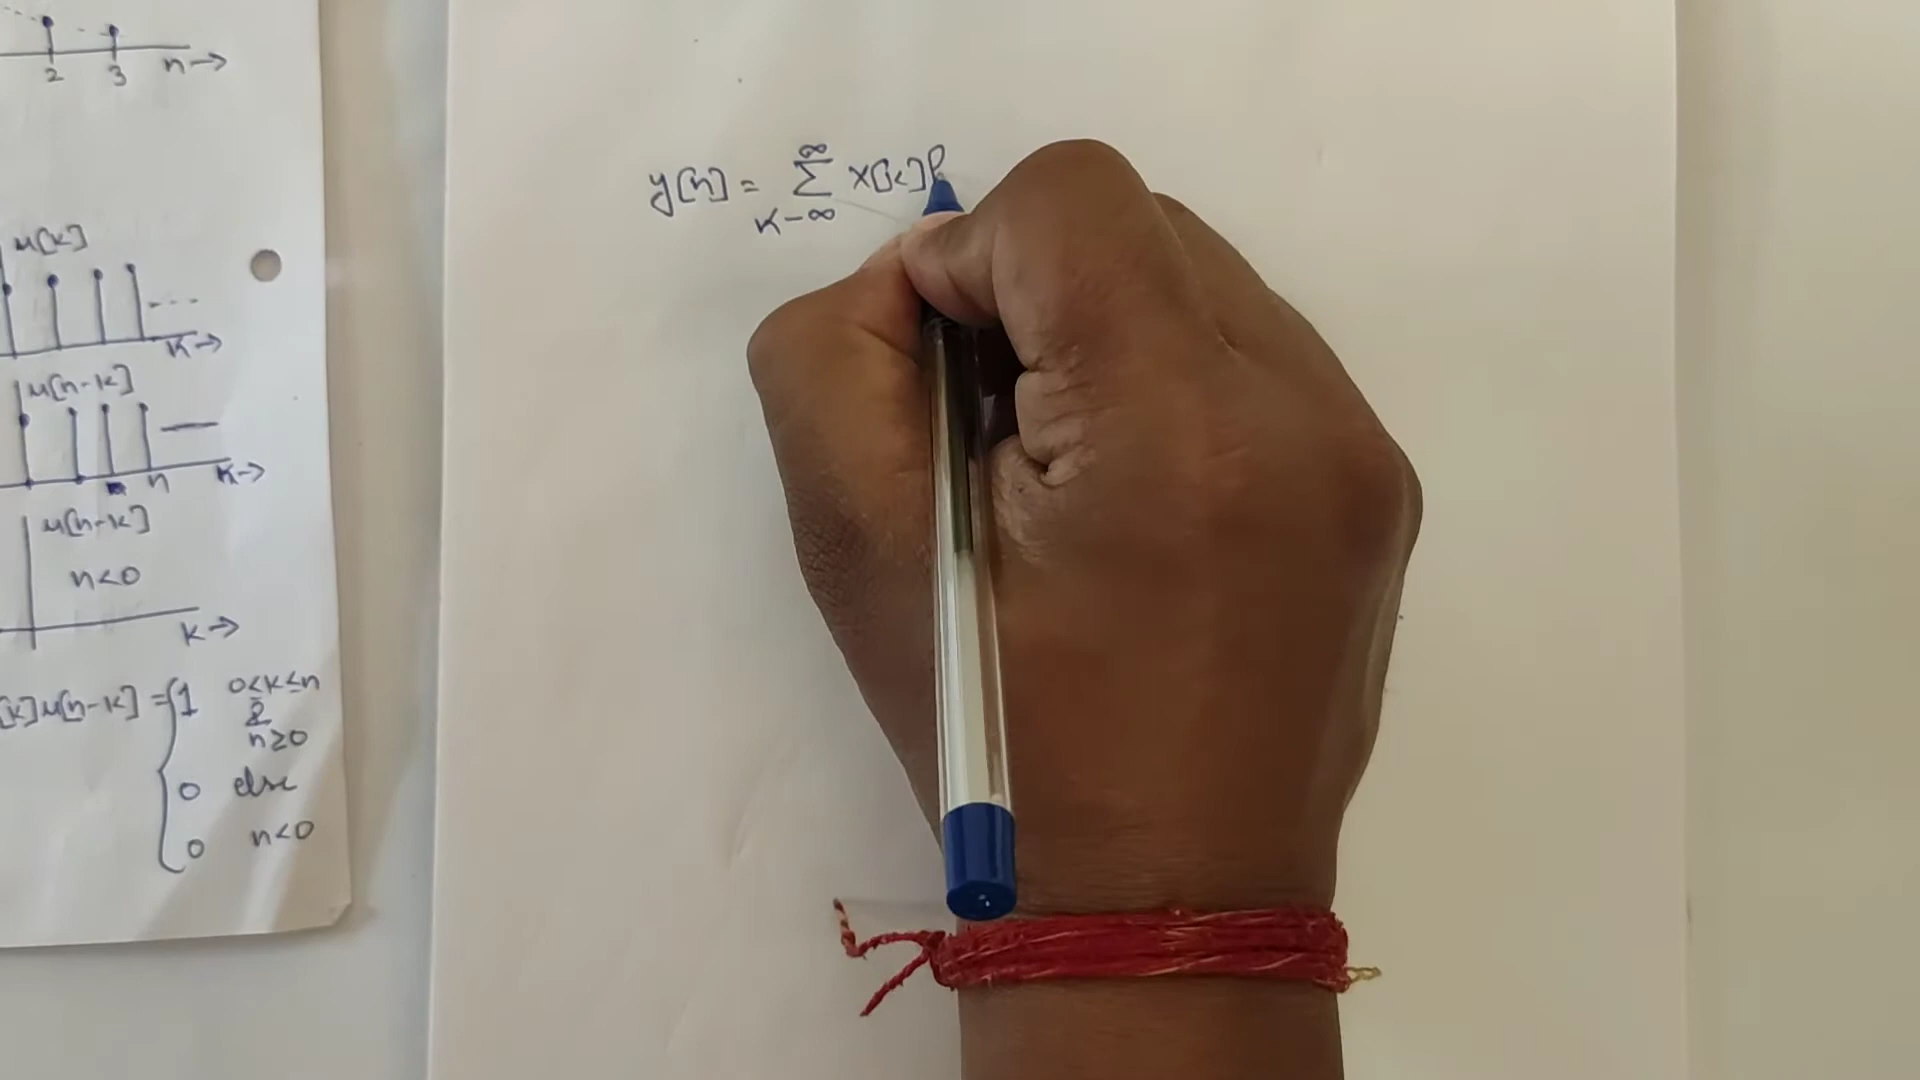 2 3 n→
u[k]
k→
u[n-k]
n k→
u[n-k]
n<0
k→
[k]u[n-k] = { 1 0≤k≤n
&
n≥0
0 else
0 n<0
∞
y[n] = Σ x[k]
k-∞